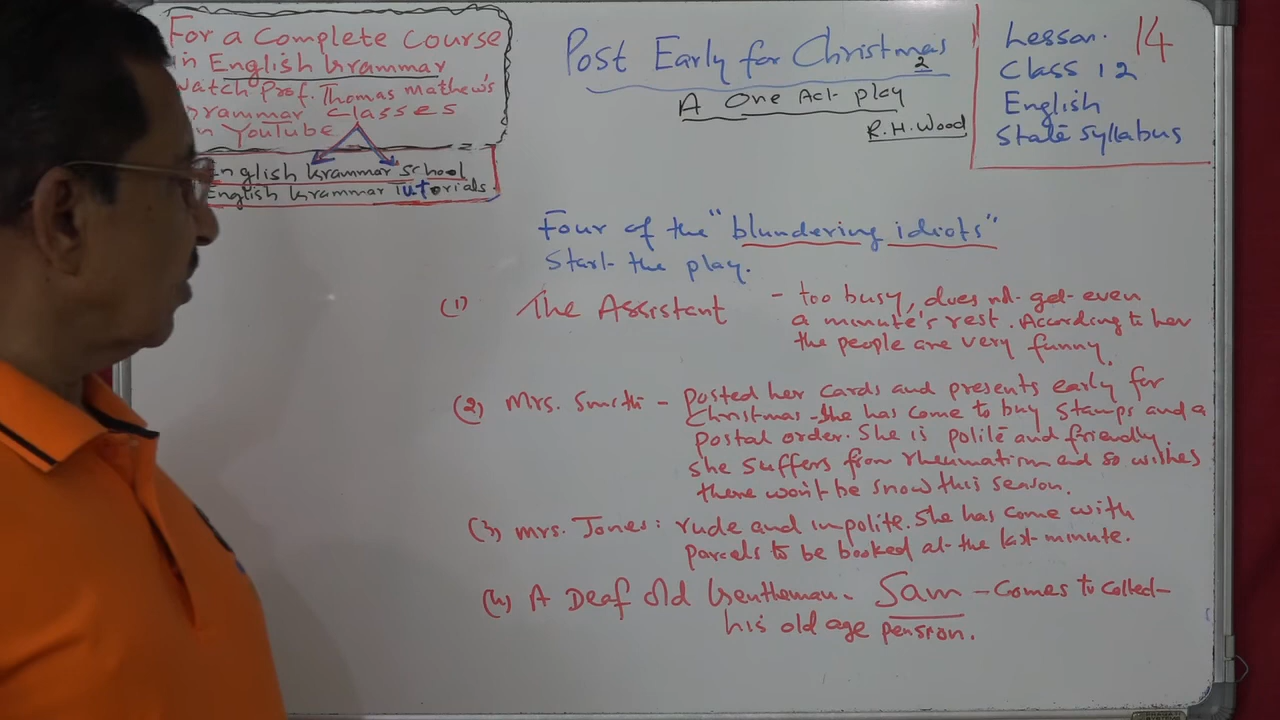 For a Complete Course
in English Grammar
Watch Prof. Thomas Mathew's
Grammar Classes
in YouTube
English Grammar School
English Grammar Tutorials.
Post Early for Christmas
2
A One Act play
R.H. Wood
Lesson. 14
Class 12
English
State Syllabus
Four of the "blundering idiots"
Start the play.
(1) The Assistant - too busy, does not get even
a minute's rest. According to her
the people are very funny.
(2) Mrs. Smith - posted her cards and presents early for
Christmas - She has come to buy stamps and a
postal order. She is polite and friendly.
she suffers from rheumatism and so wishes
there won't be snow this season.
(3) Mrs. Jones: rude and impolite. She has come with
parcels to be booked at the last minute.
(4) A Deaf Old Gentleman - Sam - Comes to collect
his old age pension.